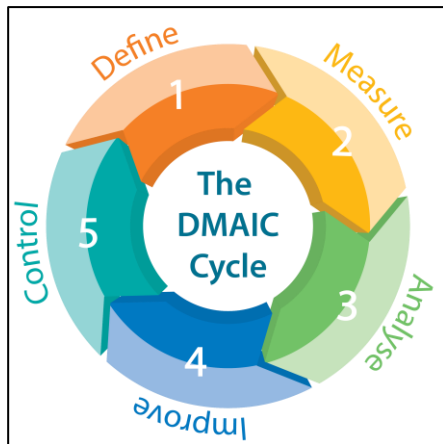 The
DMAIC
Cycle
1
Define
2
Measure
3
Analyse
4
Improve
5
Control